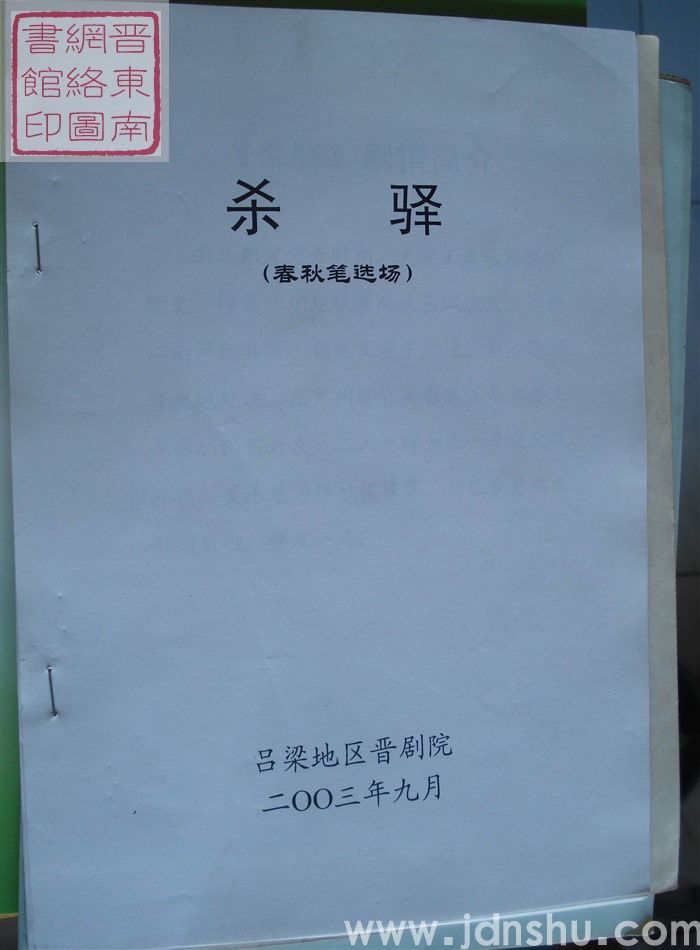 晋東南
網絡圖
書館印
杀 驿
(春秋笔选场)
吕梁地区晋剧院
二OO三年九月
www.jdnshu.com